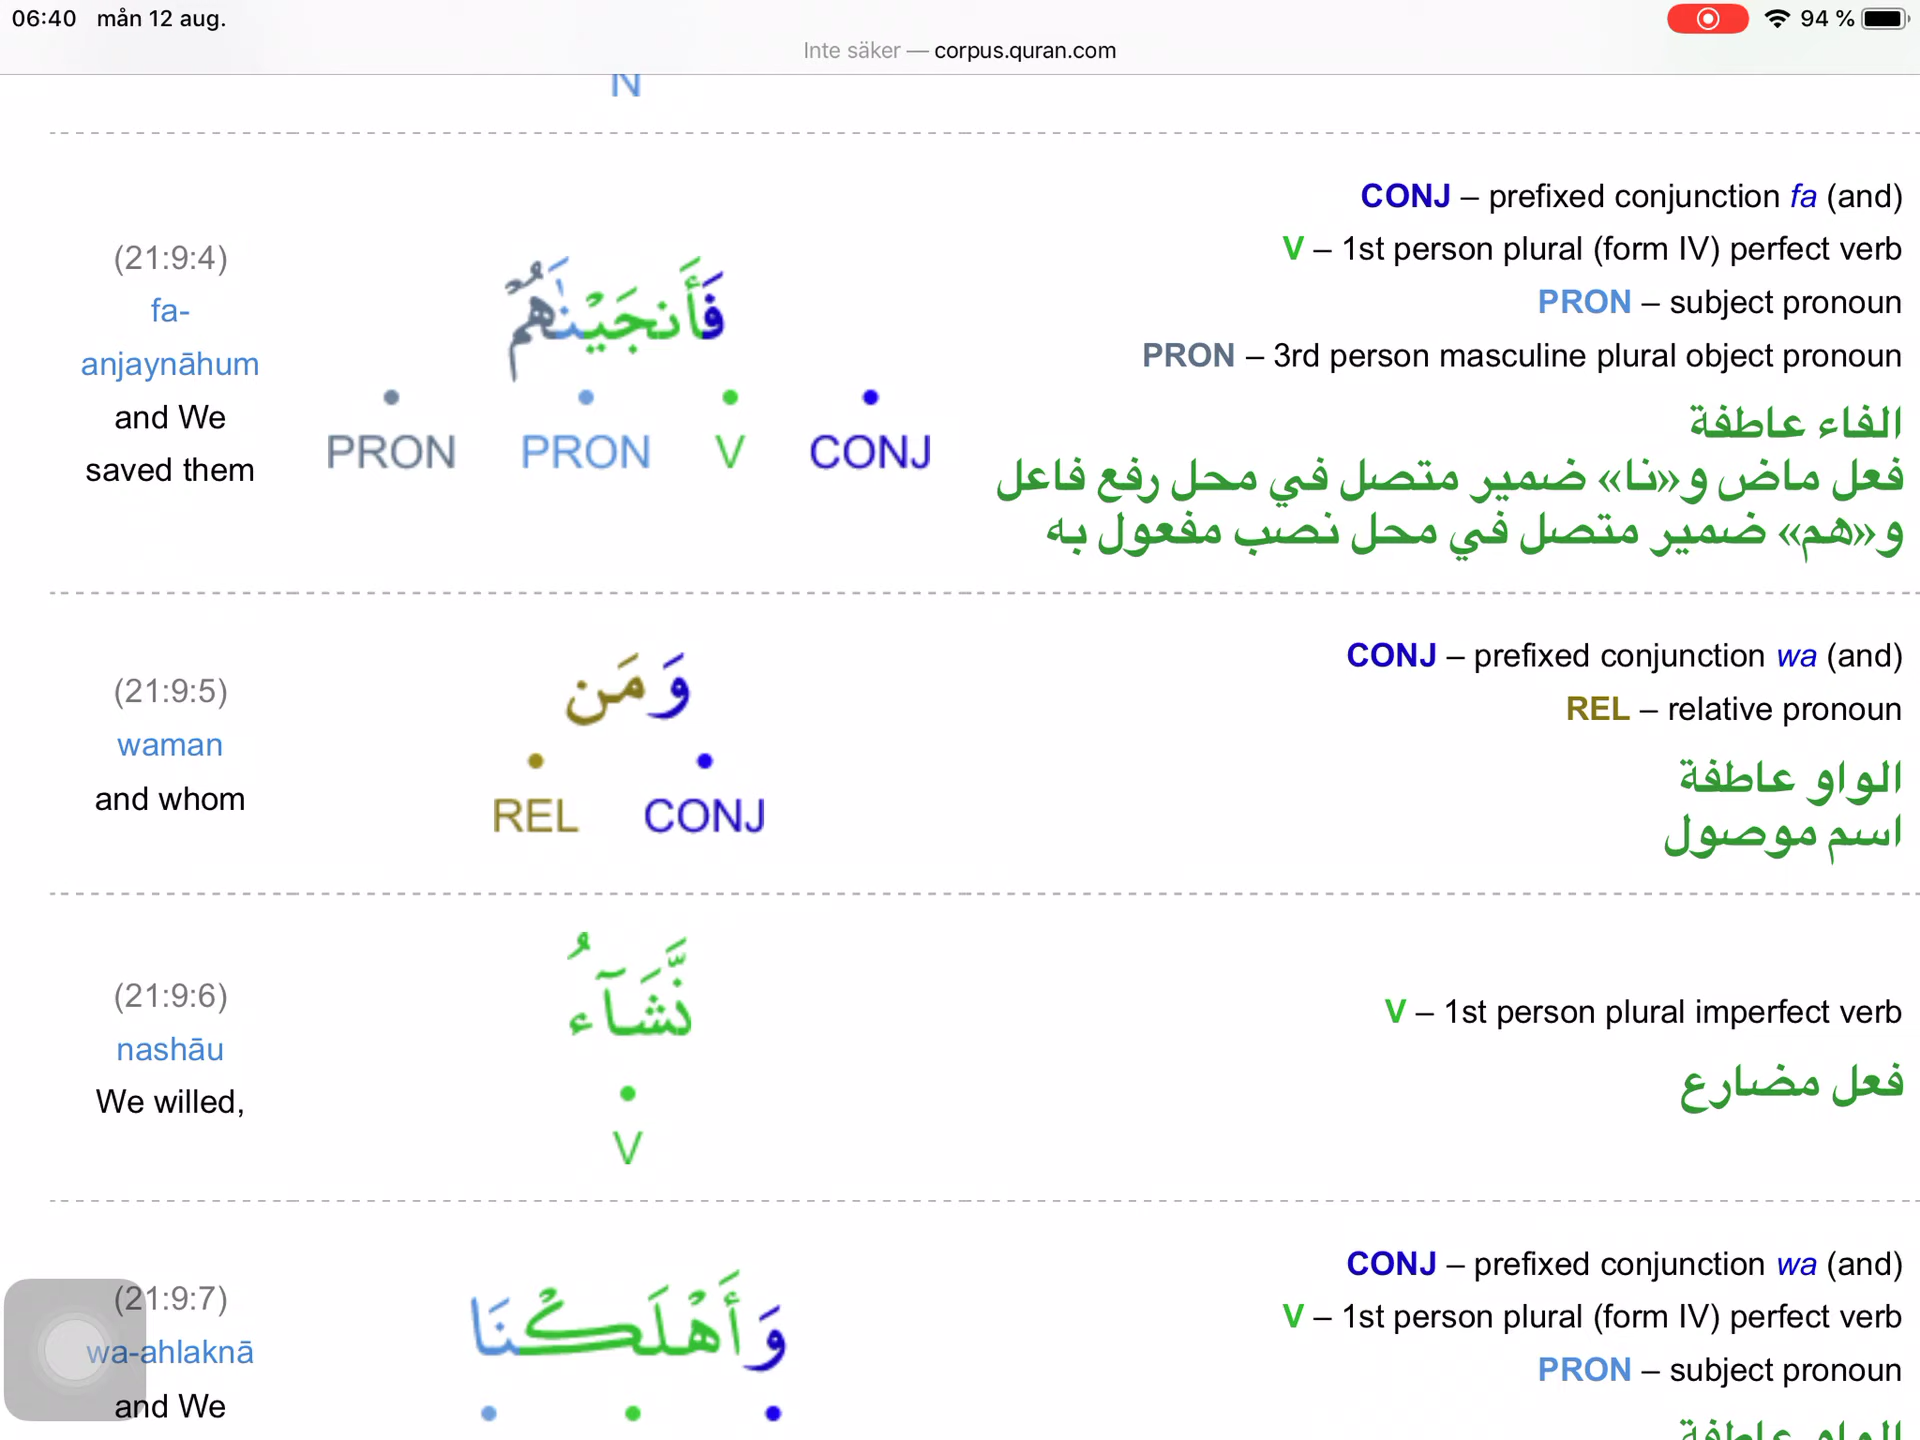 06:40 mån 12 aug. 94 %
Inte säker — corpus.quran.com
N
(21:9:4)
fa-
anjaynāhum
and We
saved them
فَأَنجَيْنَٰهُمْ
PRON PRON V CONJ
CONJ – prefixed conjunction fa (and)
V – 1st person plural (form IV) perfect verb
PRON – subject pronoun
PRON – 3rd person masculine plural object pronoun
الفاء عاطفة
فعل ماض و«نا» ضمير متصل في محل رفع فاعل
و«هم» ضمير متصل في محل نصب مفعول به
(21:9:5)
waman
and whom
وَمَن
REL CONJ
CONJ – prefixed conjunction wa (and)
REL – relative pronoun
الواو عاطفة
اسم موصول
(21:9:6)
nashāu
We willed,
نَّشَآءُ
V
V – 1st person plural imperfect verb
فعل مضارع
(21:9:7)
wa-ahlaknā
and We
وَأَهْلَكْنَا
CONJ – prefixed conjunction wa (and)
V – 1st person plural (form IV) perfect verb
PRON – subject pronoun
الواو عاطفة